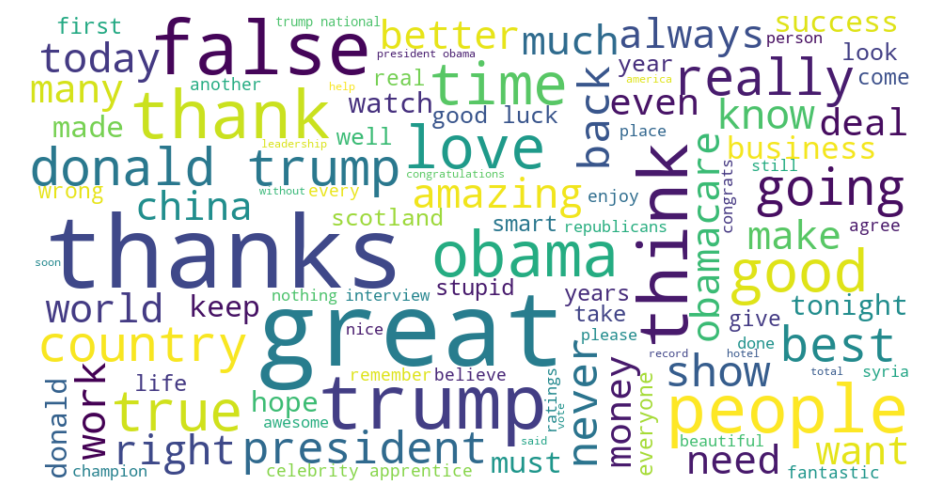 first
trump national
better
president obama
much
always
person
success
today
false
many
another
help
real
year
look
come
america
thank
time
watch
good luck
back
even
really
know
deal
made
leadership
well
love
place
business
donald trump
congratulations
still
wrong
without
every
amazing
enjoy
think
obamacare
congrats
going
china
scotland
smart
republicans
make
agree
thanks
obama
good
soon
world
keep
nothing
interview
stupid
years
take
give
tonight
great
nice
please
done
best
country
record
hotel
show
total
syria
donald
work
life
remember
believe
never
money
everyone
true
hope
awesome
trump
ratings
vote
people
right
president
said
beautiful
want
champion
celebrity apprentice
must
need
fantastic